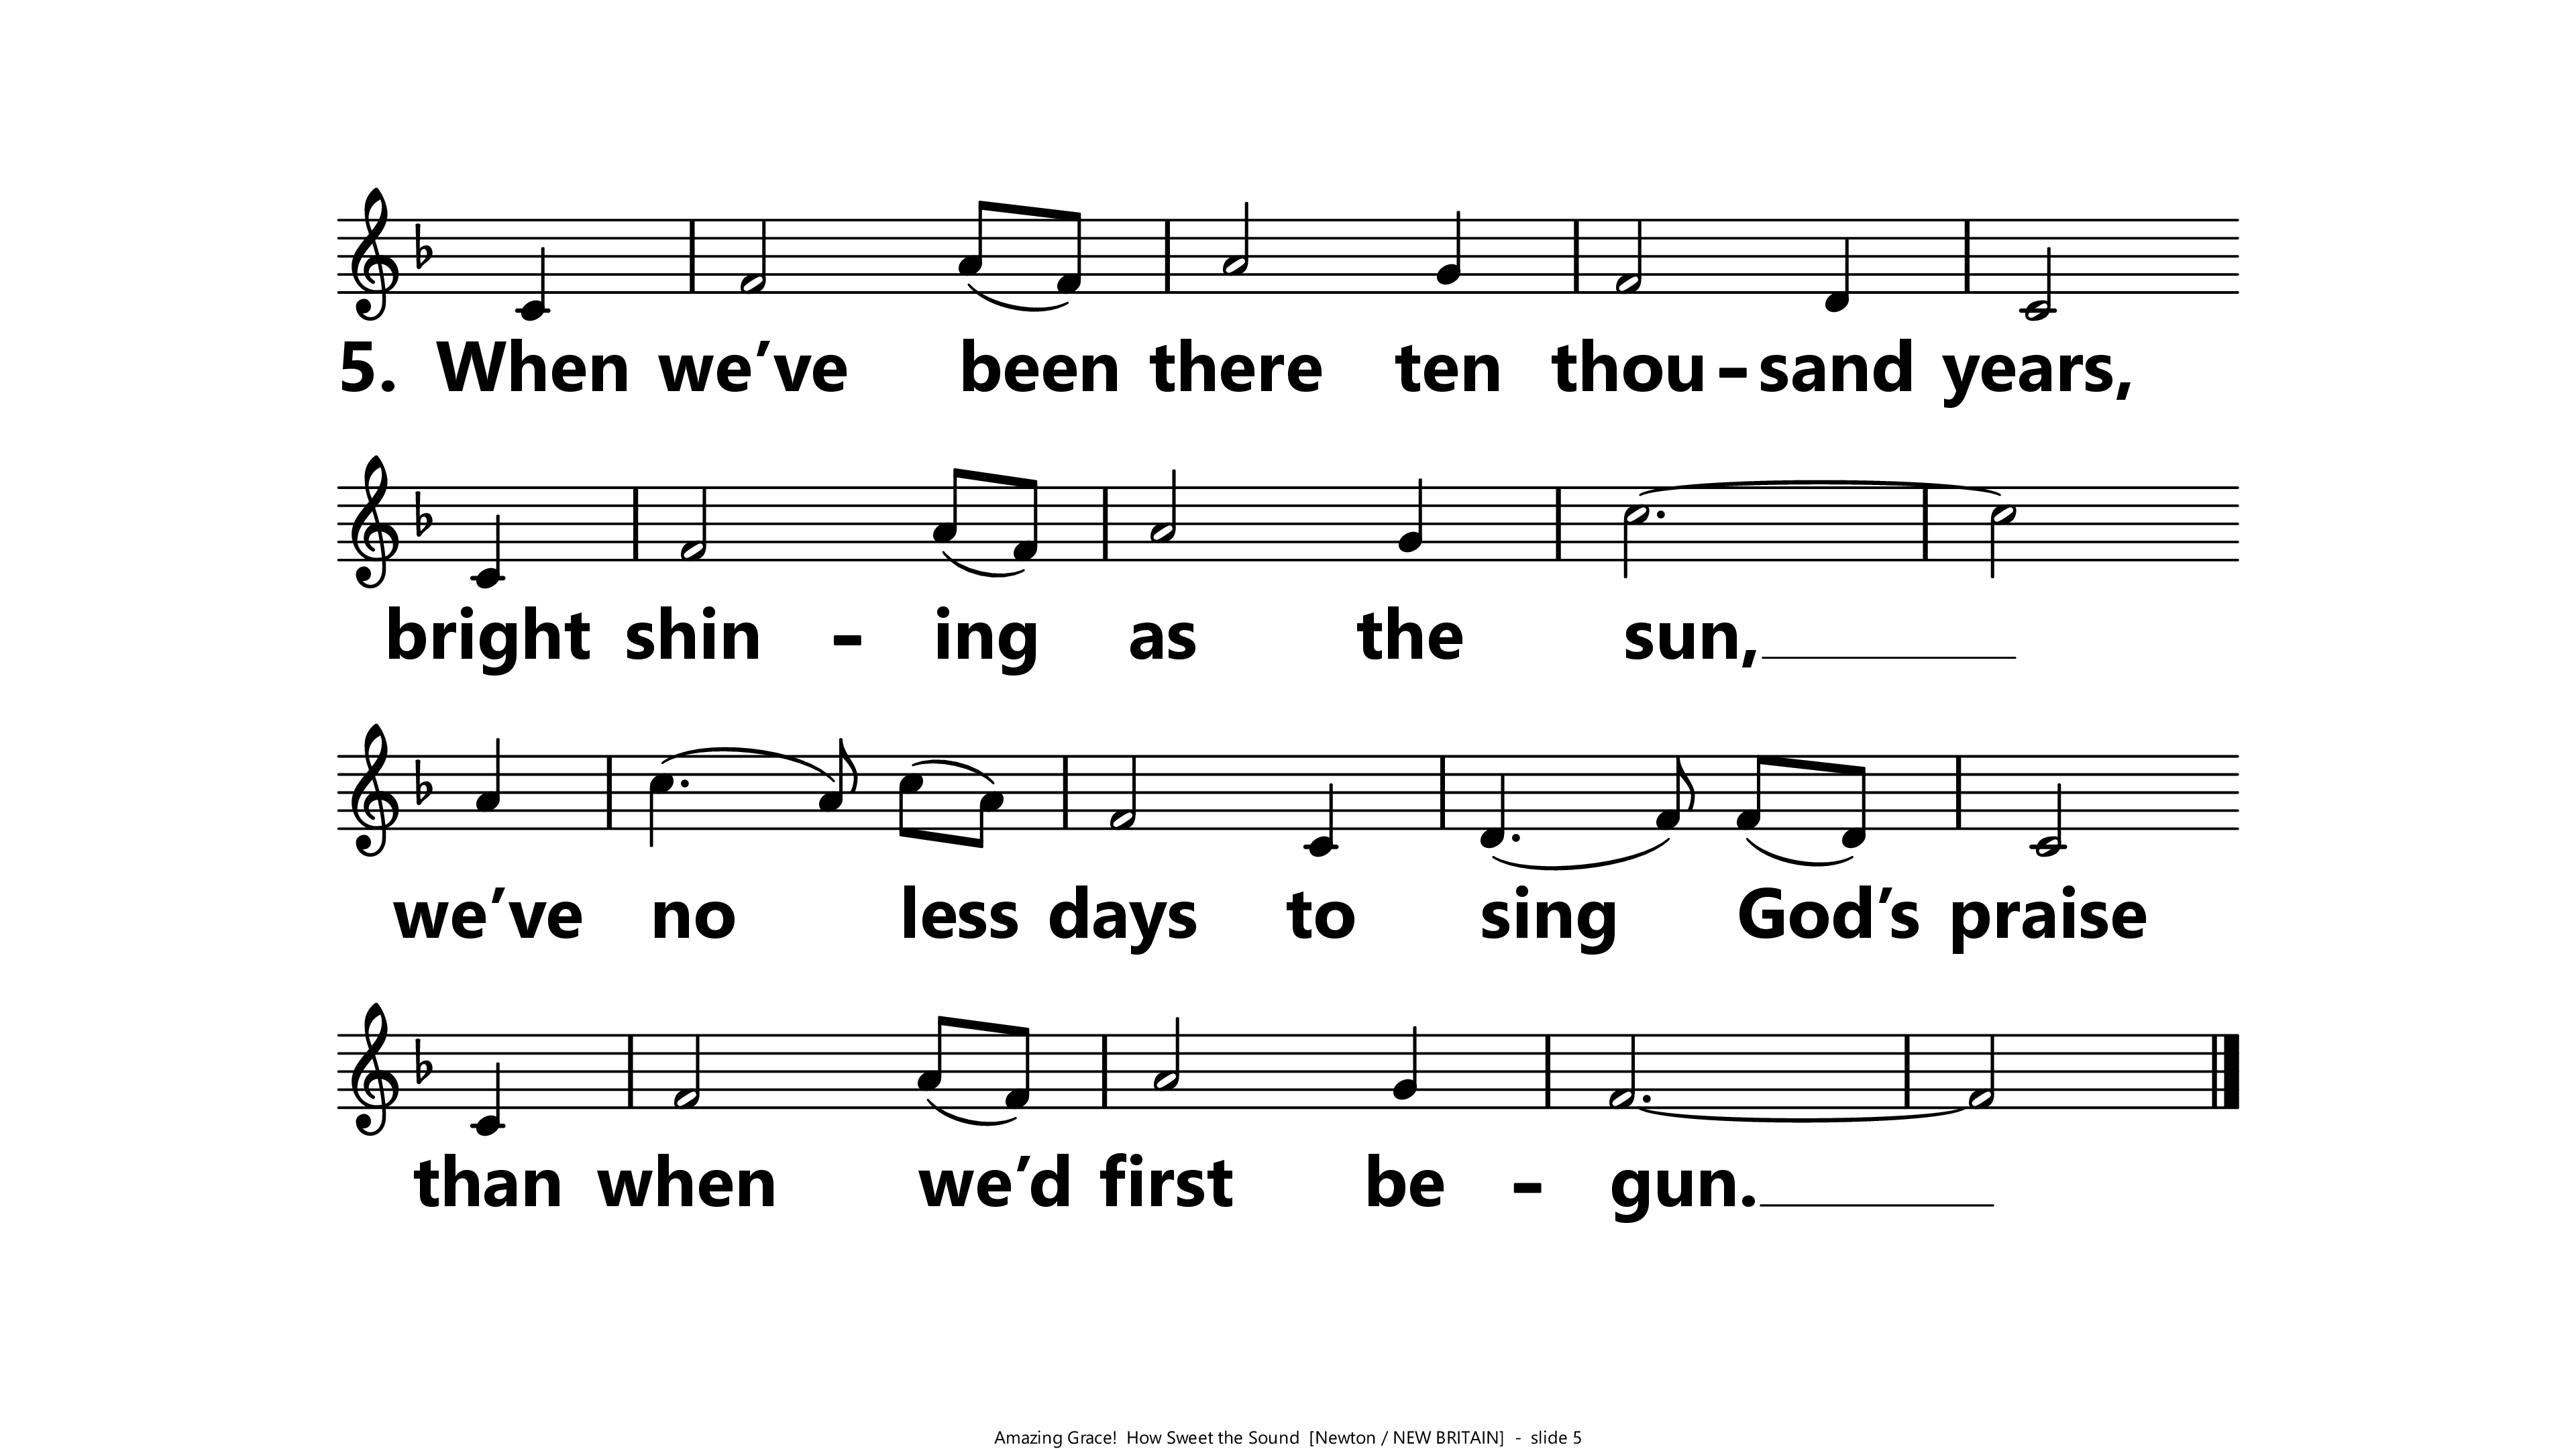 5. When we’ve been there ten thou-sand years,
bright shin - ing as the sun,
we’ve no less days to sing God’s praise
than when we’d first be - gun.
Amazing Grace! How Sweet the Sound [Newton / NEW BRITAIN] - slide 5